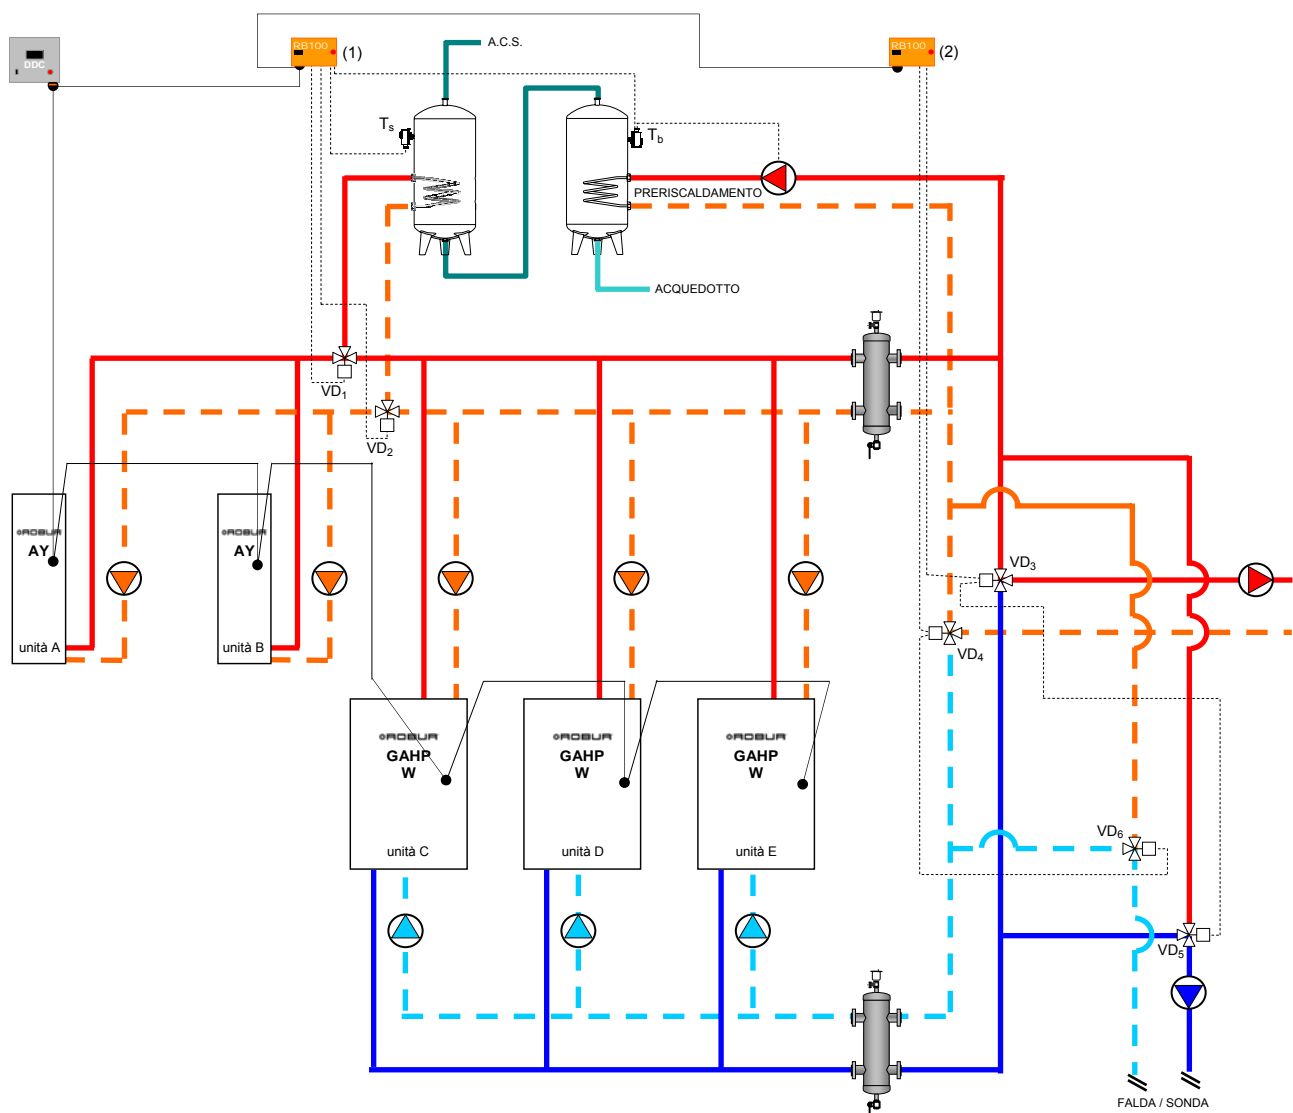 DDC
RB100
(1)
A.C.S.
RB100
(2)
Ts
Tb
PRERISCALDAMENTO
ACQUEDOTTO
VD1
VD2
ROBUR
AY
unità A
ROBUR
AY
unità B
VD3
VD4
ROBUR
GAHP
W
unità C
ROBUR
GAHP
W
unità D
ROBUR
GAHP
W
unità E
VD6
VD5
FALDA / SONDA